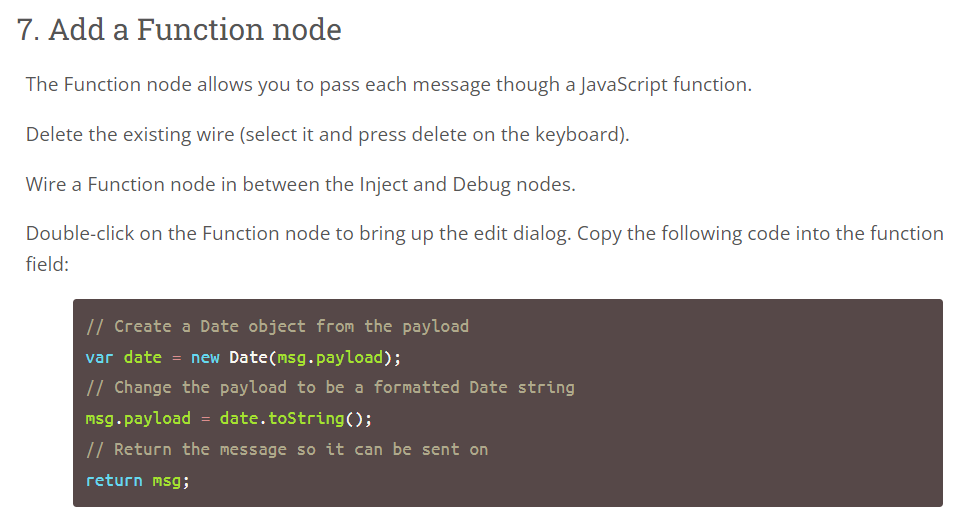 7. Add a Function node
The Function node allows you to pass each message though a JavaScript function.
Delete the existing wire (select it and press delete on the keyboard).
Wire a Function node in between the Inject and Debug nodes.
Double-click on the Function node to bring up the edit dialog. Copy the following code into the function
field:
// Create a Date object from the payload
var date = new Date(msg.payload);
// Change the payload to be a formatted Date string
msg.payload = date.toString();
// Return the message so it can be sent on
return msg;